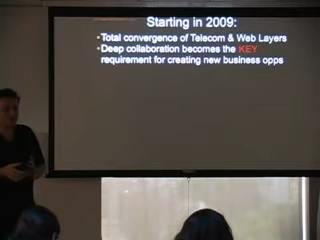 Starting in 2009:
•Total convergence of Telecom & Web Layers
•Deep collaboration becomes the KEY
requirement for creating new business opps